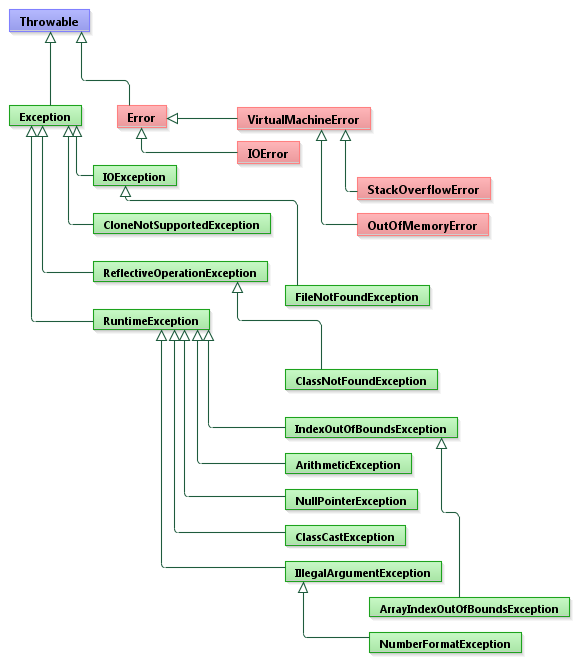 Throwable
Exception
Error
VirtualMachineError
IOError
IOException
StackOverflowError
CloneNotSupportedException
OutOfMemoryError
ReflectiveOperationException
FileNotFoundException
RuntimeException
ClassNotFoundException
IndexOutOfBoundsException
ArithmeticException
NullPointerException
ClassCastException
IllegalArgumentException
ArrayIndexOutOfBoundsException
NumberFormatException